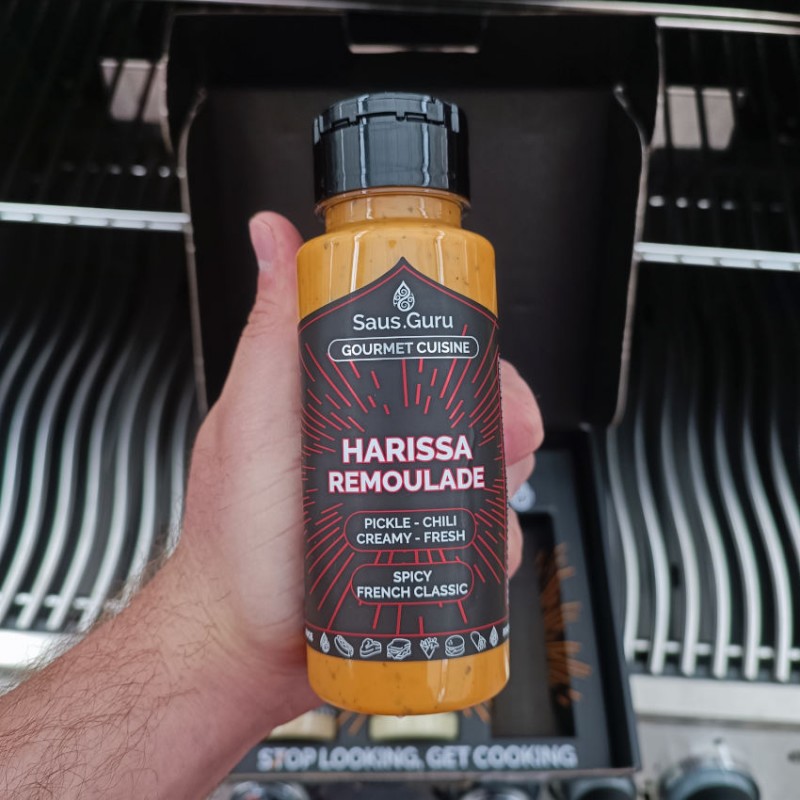 Saus.Guru
GOURMET CUISINE
HARISSA
REMOULADE
PICKLE - CHILI
CREAMY - FRESH
SPICY
FRENCH CLASSIC
STOP LOOKING, GET COOKING